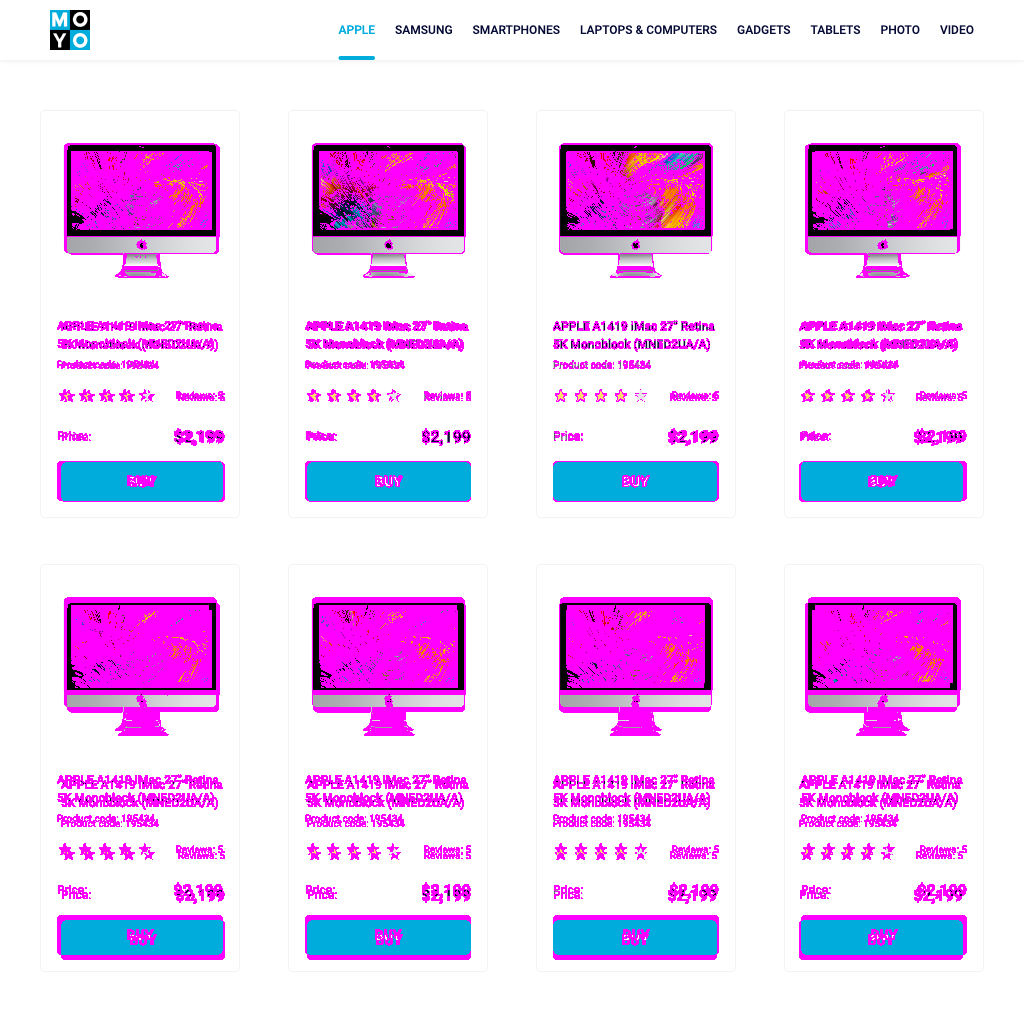 MO
YO
APPLE SAMSUNG SMARTPHONES LAPTOPS & COMPUTERS GADGETS TABLETS PHOTO VIDEO
APPLE A1419 iMac 27" Retina APPLE A1419 iMac 27" Retina APPLE A1419 iMac 27" Retina APPLE A1419 iMac 27" Retina
5K Monoblock (MNED2UA/A) 5K Monoblock (MNED2UA/A) 5K Monoblock (MNED2UA/A) 5K Monoblock (MNED2UA/A)
Product code: 195434 Product code: 195434 Product code: 195434 Product code: 195434
Reviews: 5 Reviews: 5 Reviews: 5 Reviews: 5
Price: $2,199 Price: $2,199 Price: $2,199 Price: $2,199
BUY BUY BUY BUY
APPLE A1419 iMac 27" Retina APPLE A1419 iMac 27" Retina APPLE A1419 iMac 27" Retina APPLE A1419 iMac 27" Retina
5K Monoblock (MNED2UA/A) 5K Monoblock (MNED2UA/A) 5K Monoblock (MNED2UA/A) 5K Monoblock (MNED2UA/A)
Product code: 195434 Product code: 195434 Product code: 195434 Product code: 195434
Reviews: 5 Reviews: 5 Reviews: 5 Reviews: 5
Price: $2,199 Price: $2,199 Price: $2,199 Price: $2,199
BUY BUY BUY BUY